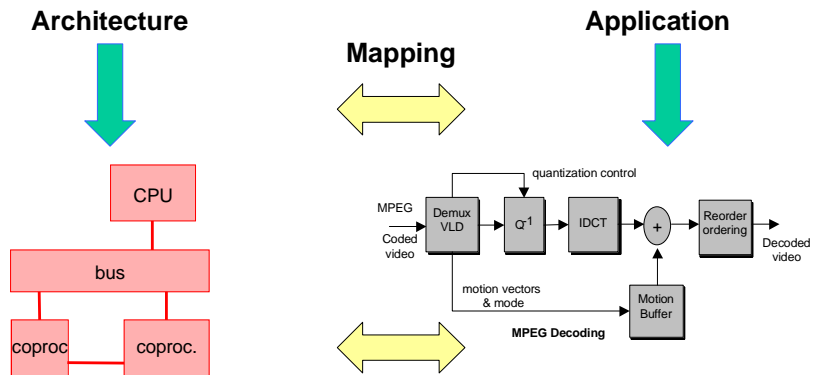 Architecture
Mapping
Application
CPU
bus
coproc
coproc.
quantization control
MPEG
Coded
video
Demux
VLD
Q-1
IDCT
+
Reorder
ordering
Decoded
video
motion vectors
& mode
Motion
Buffer
MPEG Decoding